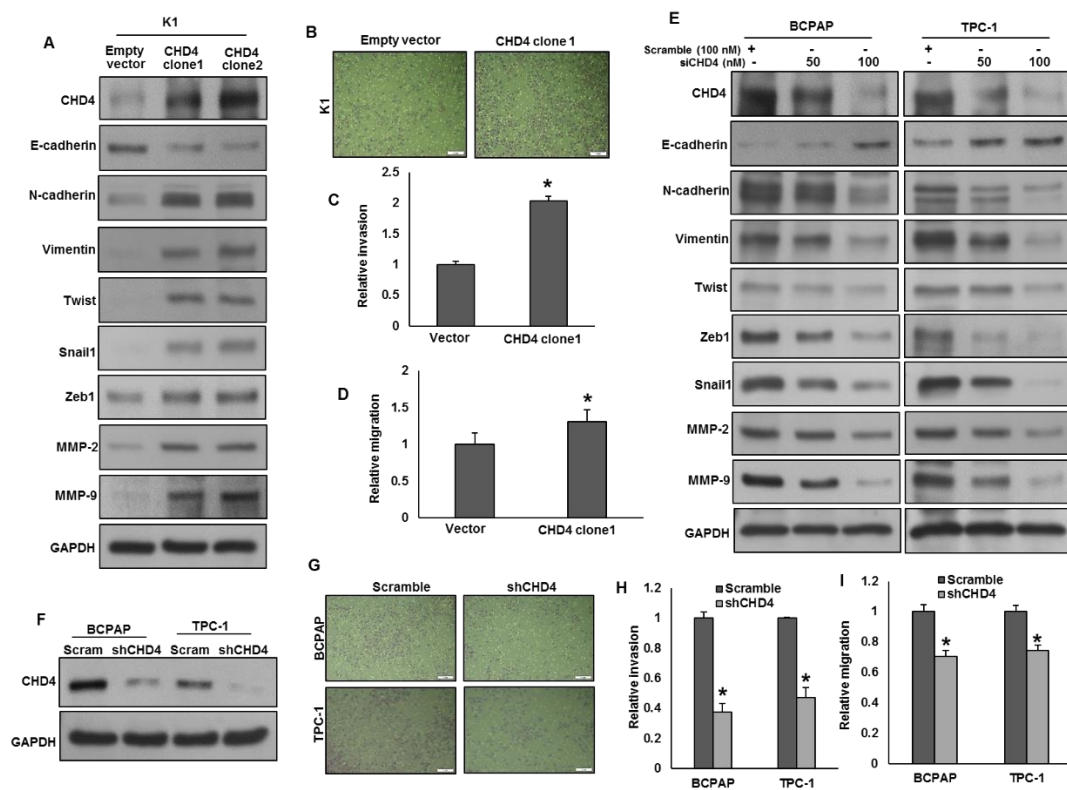 A
K1
Empty vector
CHD4 clone1
CHD4 clone2
CHD4
E-cadherin
N-cadherin
Vimentin
Twist
Snail1
Zeb1
MMP-2
MMP-9
GAPDH
B
Empty vector
CHD4 clone 1
K1
C
Relative invasion
2.5
2
1.5
1
0.5
0
*
Vector
CHD4 clone1
D
Relative migration
2
1.5
1
0.5
0
*
Vector
CHD4 clone1
E
BCPAP
TPC-1
Scramble (100 nM) + - - + - -
siCHD4 (nM) - 50 100 - 50 100
CHD4
E-cadherin
N-cadherin
Vimentin
Twist
Zeb1
Snail1
MMP-2
MMP-9
GAPDH
F
BCPAP
TPC-1
Scram shCHD4 Scram shCHD4
CHD4
GAPDH
G
Scramble
shCHD4
BCPAP
TPC-1
H
Relative invasion
1.2
1
0.8
0.6
0.4
0.2
0
Scramble
shCHD4
*
*
BCPAP
TPC-1
I
Relative migration
1.2
1
0.8
0.6
0.4
0.2
0
Scramble
shCHD4
*
*
BCPAP
TPC-1